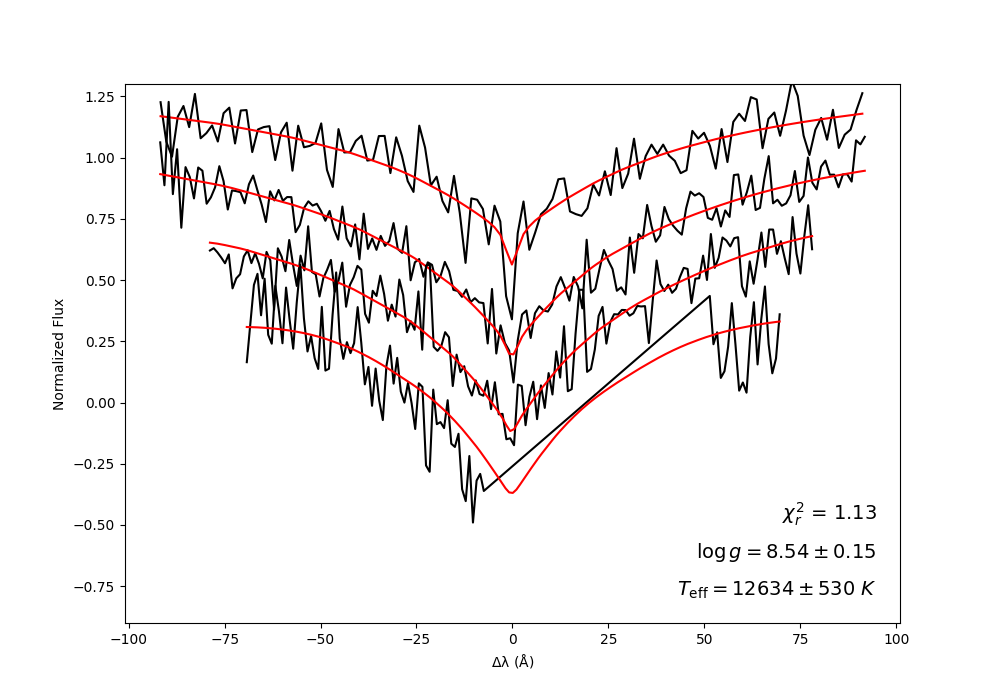 1.25
1.00
0.75
0.50
0.25
0.00
−0.25
−0.50
−0.75
Normalized Flux
χ²ᵣ = 1.13
log g = 8.54 ± 0.15
T_eff = 12634 ± 530 K
−100 −75 −50 −25 0 25 50 75 100
Δλ (Å)